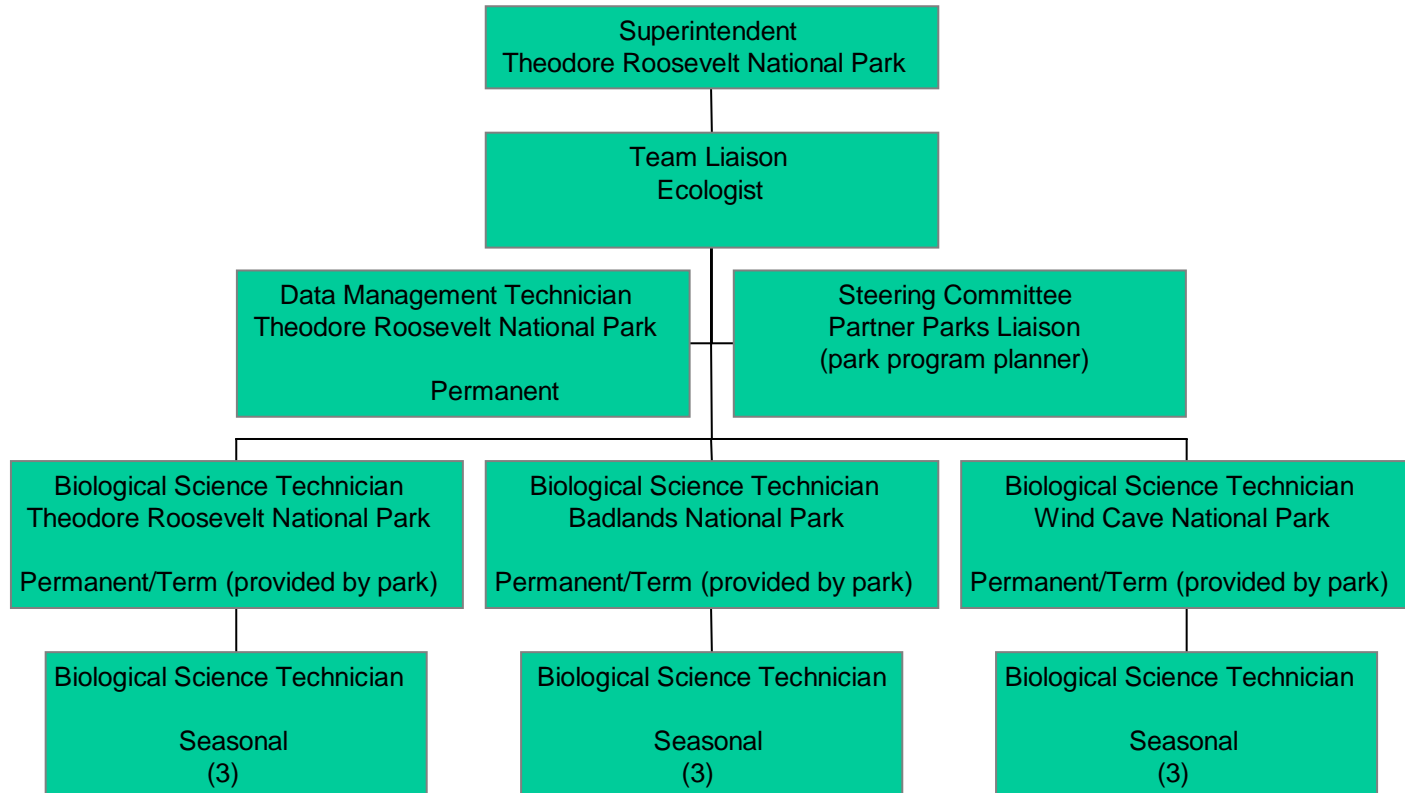 Superintendent
Theodore Roosevelt National Park
Team Liaison
Ecologist
Data Management Technician
Theodore Roosevelt National Park
Permanent
Steering Committee
Partner Parks Liaison
(park program planner)
Biological Science Technician
Theodore Roosevelt National Park
Permanent/Term (provided by park)
Biological Science Technician
Badlands National Park
Permanent/Term (provided by park)
Biological Science Technician
Wind Cave National Park
Permanent/Term (provided by park)
Biological Science Technician
Seasonal
(3)
Biological Science Technician
Seasonal
(3)
Biological Science Technician
Seasonal
(3)